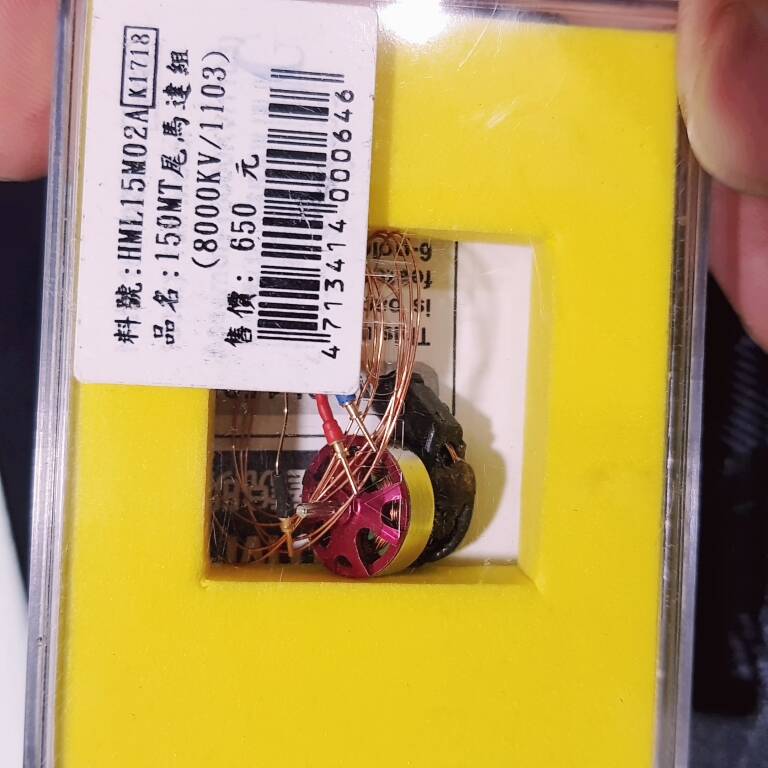 料號:HML15M02A K1718
品名:150MT尾馬達組
(8000KV/1103)
售價: 650 元
4713414000646